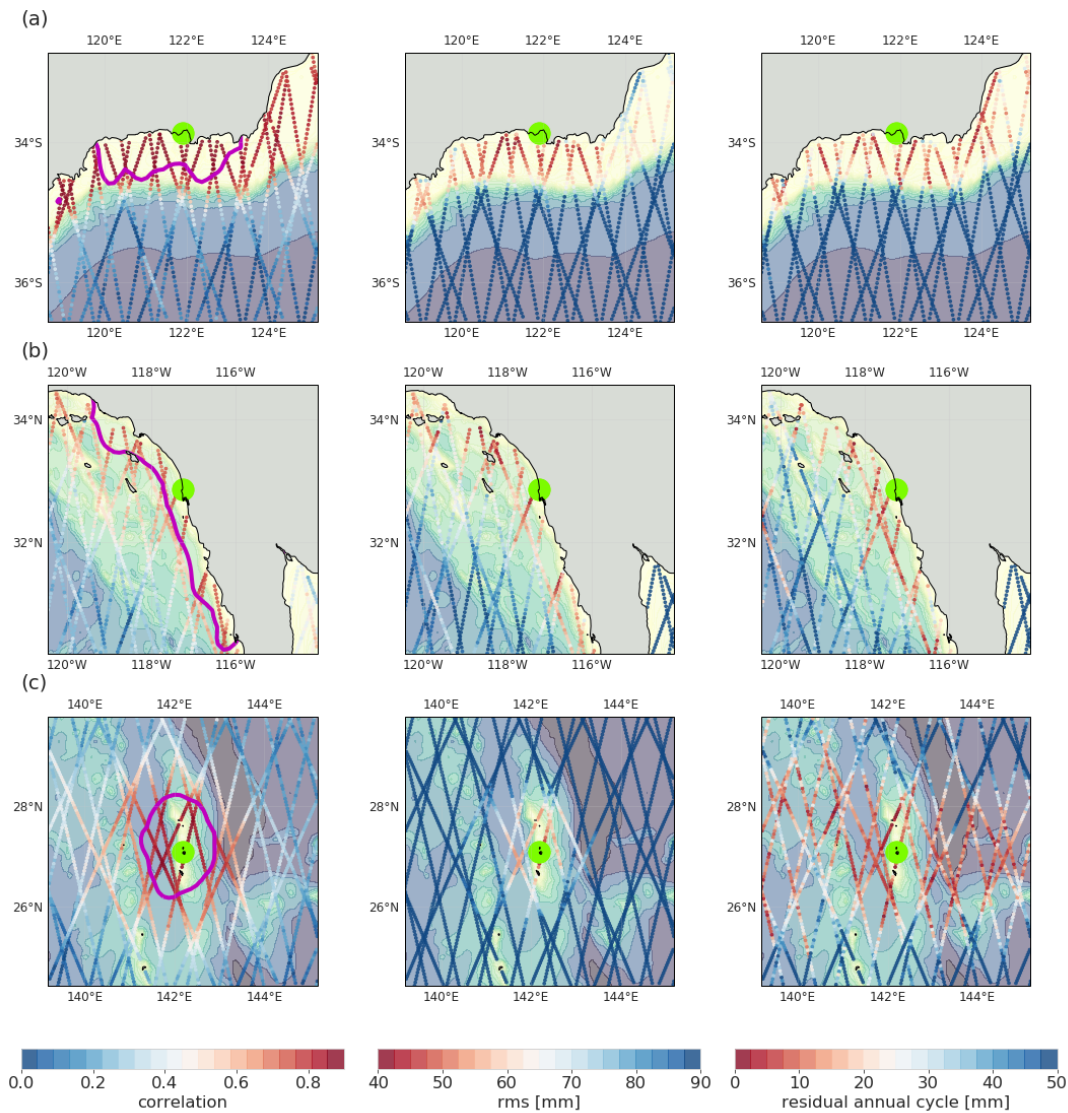 (a)
120°E 122°E 124°E 120°E 122°E 124°E 120°E 122°E 124°E
34°S 34°S 34°S
36°S 36°S 36°S
120°E 122°E 124°E 120°E 122°E 124°E 120°E 122°E 124°E
(b)
120°W 118°W 116°W 120°W 118°W 116°W 120°W 118°W 116°W
34°N 34°N 34°N
32°N 32°N 32°N
120°W 118°W 116°W 120°W 118°W 116°W 120°W 118°W 116°W
(c)
140°E 142°E 144°E 140°E 142°E 144°E 140°E 142°E 144°E
28°N 28°N 28°N
26°N 26°N 26°N
140°E 142°E 144°E 140°E 142°E 144°E 140°E 142°E 144°E
0.0 0.2 0.4 0.6 0.8 40 50 60 70 80 90 0 10 20 30 40 50
correlation rms [mm] residual annual cycle [mm]